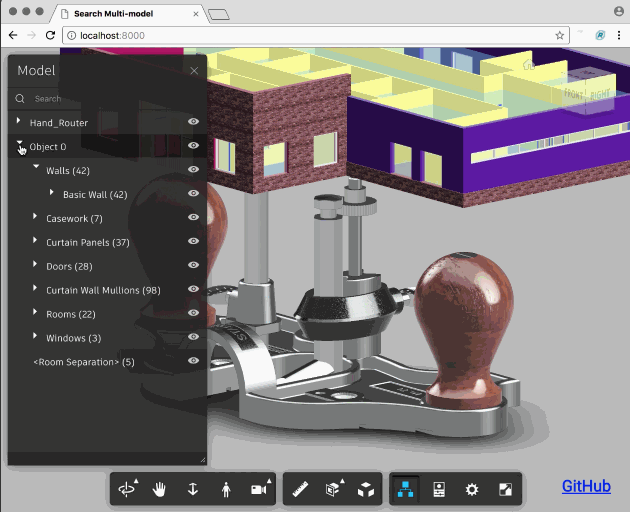 Search Multi-model
localhost:8000
Model
Search
Hand_Router
Object 0
Walls (42)
Basic Wall (42)
Casework (7)
Curtain Panels (37)
Doors (28)
Curtain Wall Mullions (98)
Rooms (22)
Windows (3)
<Room Separation> (5)
FRONT
RIGHT
GitHub